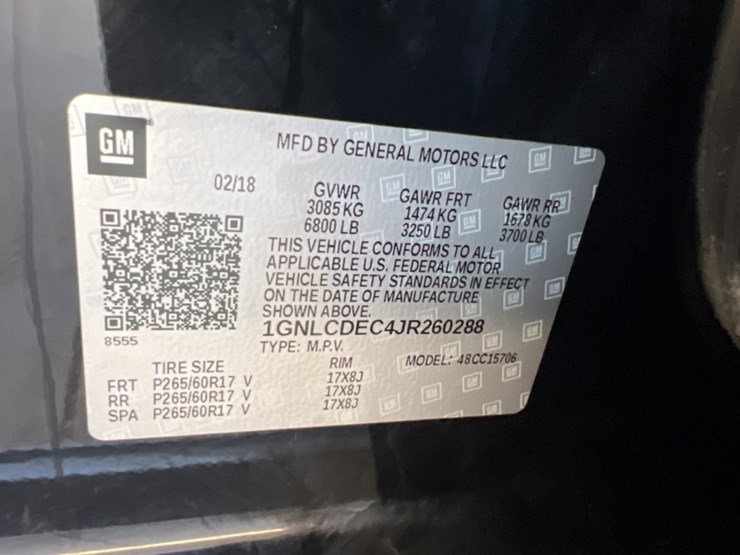 GM
MFD BY GENERAL MOTORS LLC
02/18
GVWR GAWR FRT GAWR RR
3085 KG 1474 KG 1678 KG
6800 LB 3250 LB 3700 LB
THIS VEHICLE CONFORMS TO ALL
APPLICABLE U.S. FEDERAL MOTOR
VEHICLE SAFETY STANDARDS IN EFFECT
ON THE DATE OF MANUFACTURE
SHOWN ABOVE.
1GNLCDEC4JR260288
8555
TYPE: M.P.V. MODEL: 48CC15706
TIRE SIZE RIM
FRT P265/60R17 V 17X8J
RR P265/60R17 V 17X8J
SPA P265/60R17 V 17X8J